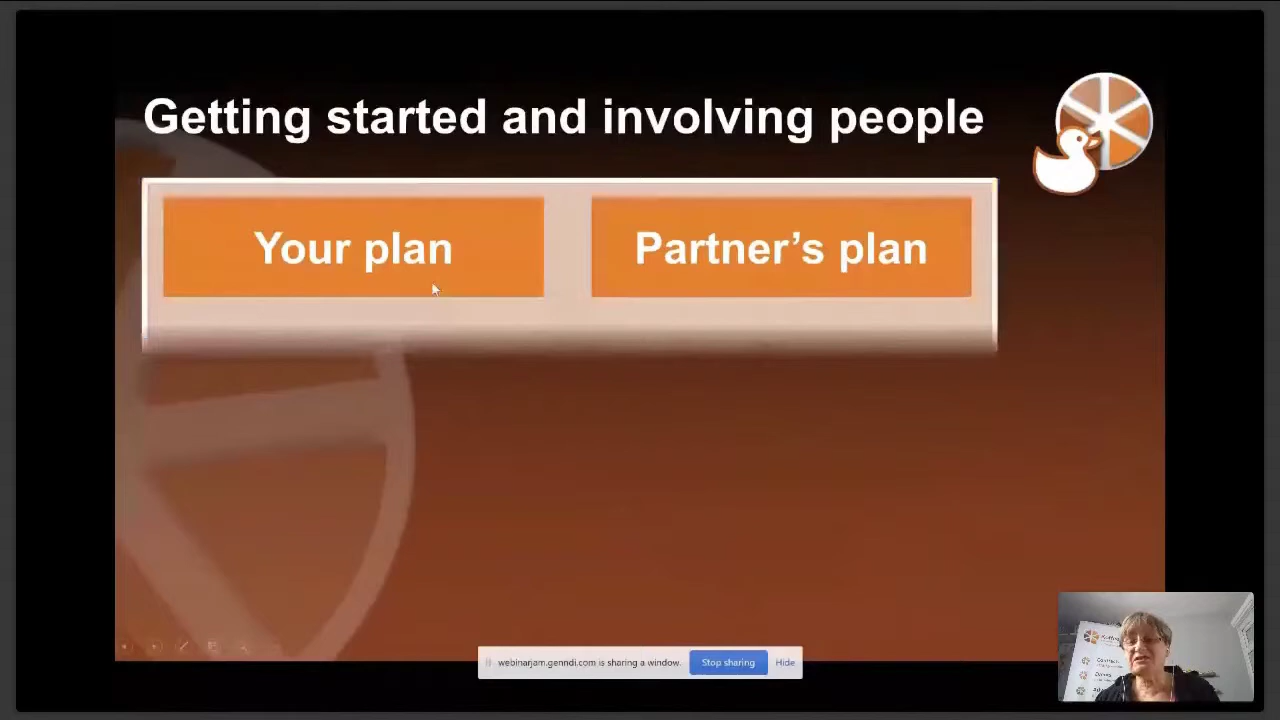 Getting started and involving people
Your plan
Partner’s plan
webinarjam.genndi.com is sharing a window.
Stop sharing
Hide